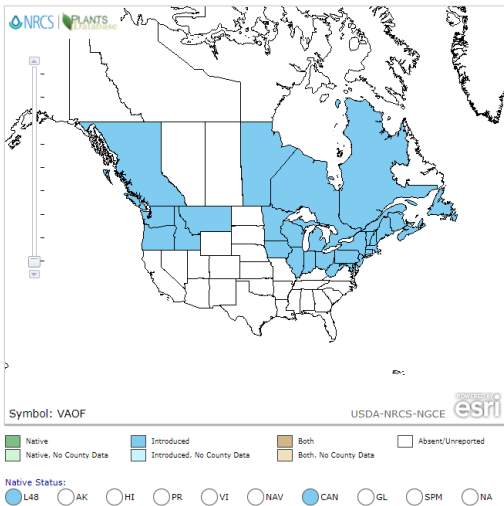 NRCS PLANTS
Database
Symbol: VAOF
USDA-NRCS-NGCE
POWERED BY
esri
Native
Introduced
Both
Absent/Unreported
Native, No County Data
Introduced, No County Data
Both, No County Data
Native Status:
L48 AK HI PR VI NAV CAN GL SPM NA